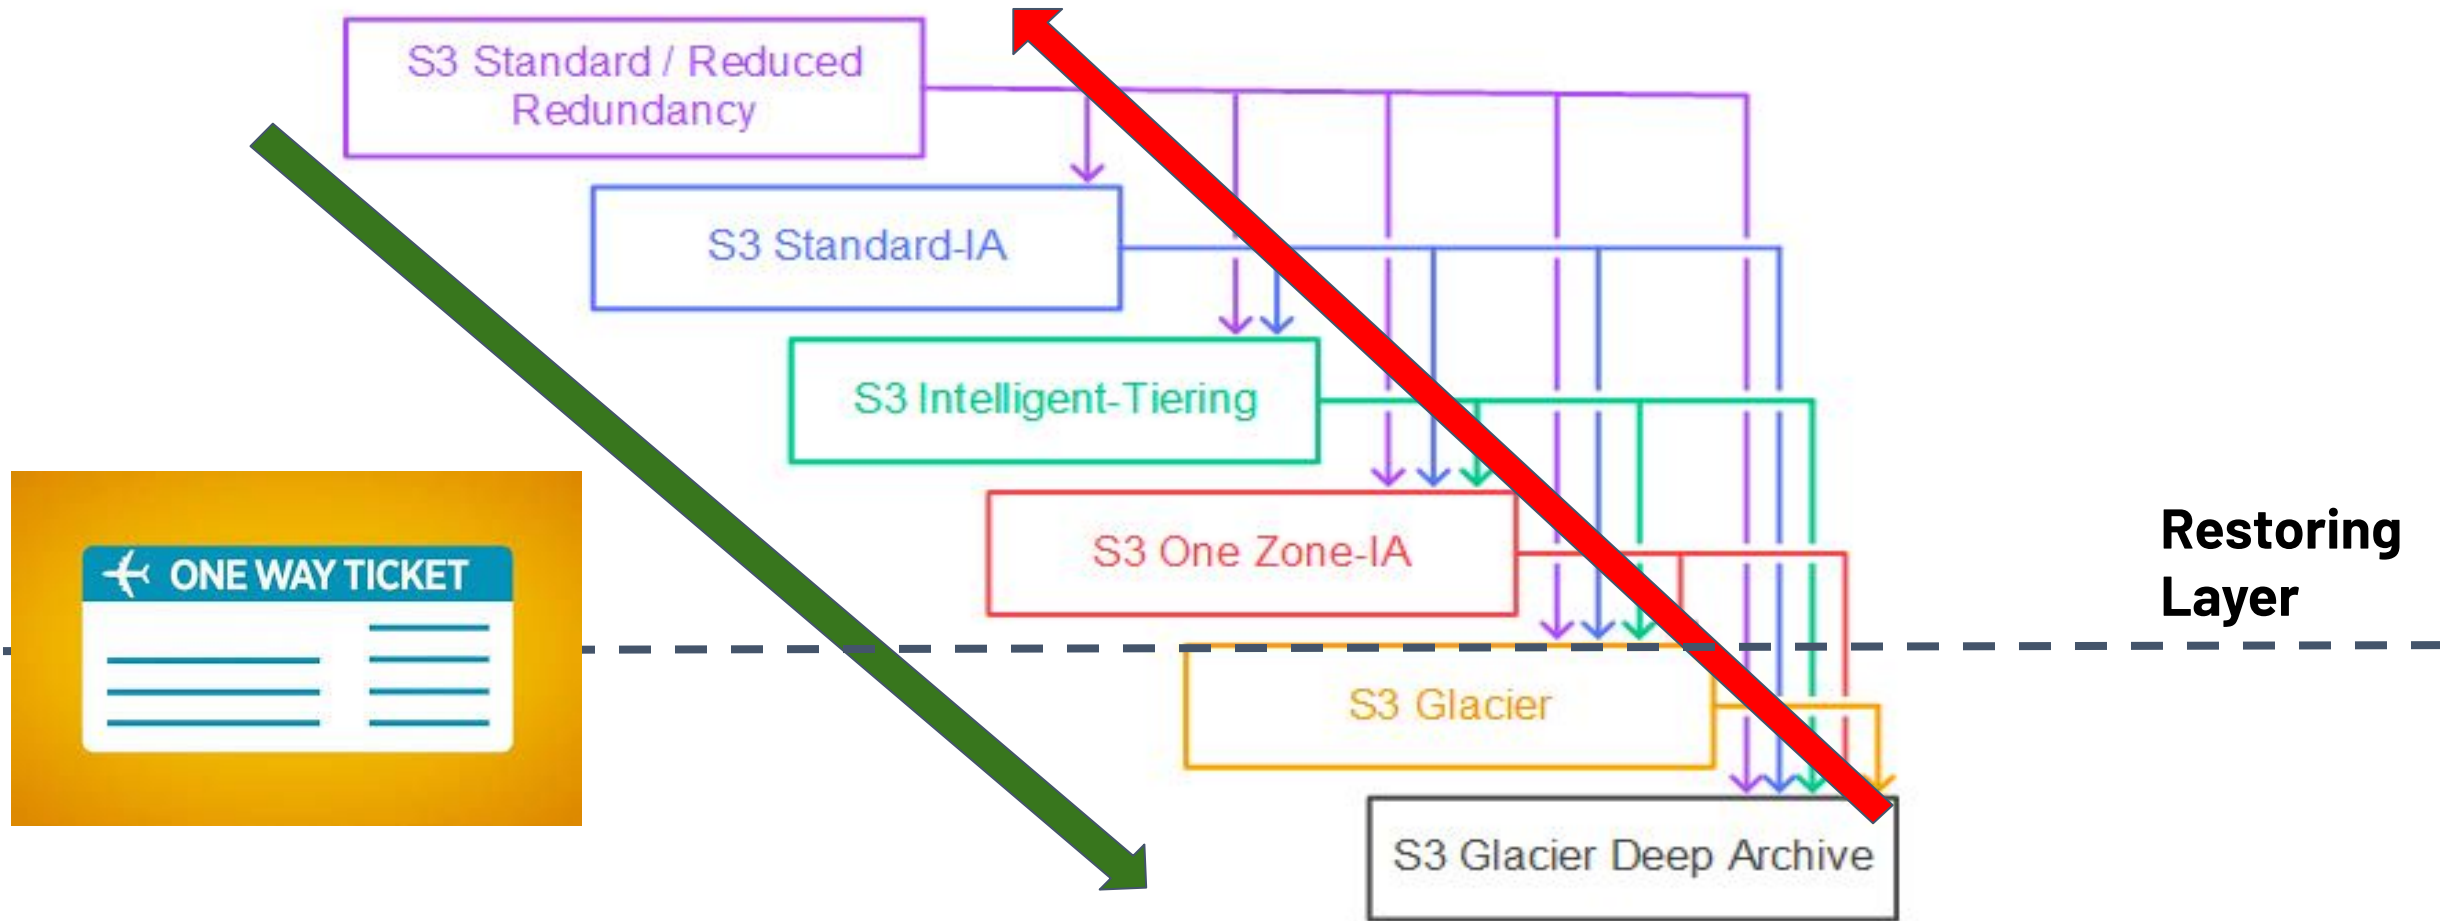 S3 Standard / Reduced
Redundancy
S3 Standard-IA
S3 Intelligent-Tiering
S3 One Zone-IA
ONE WAY TICKET
Restoring
Layer
S3 Glacier
S3 Glacier Deep Archive